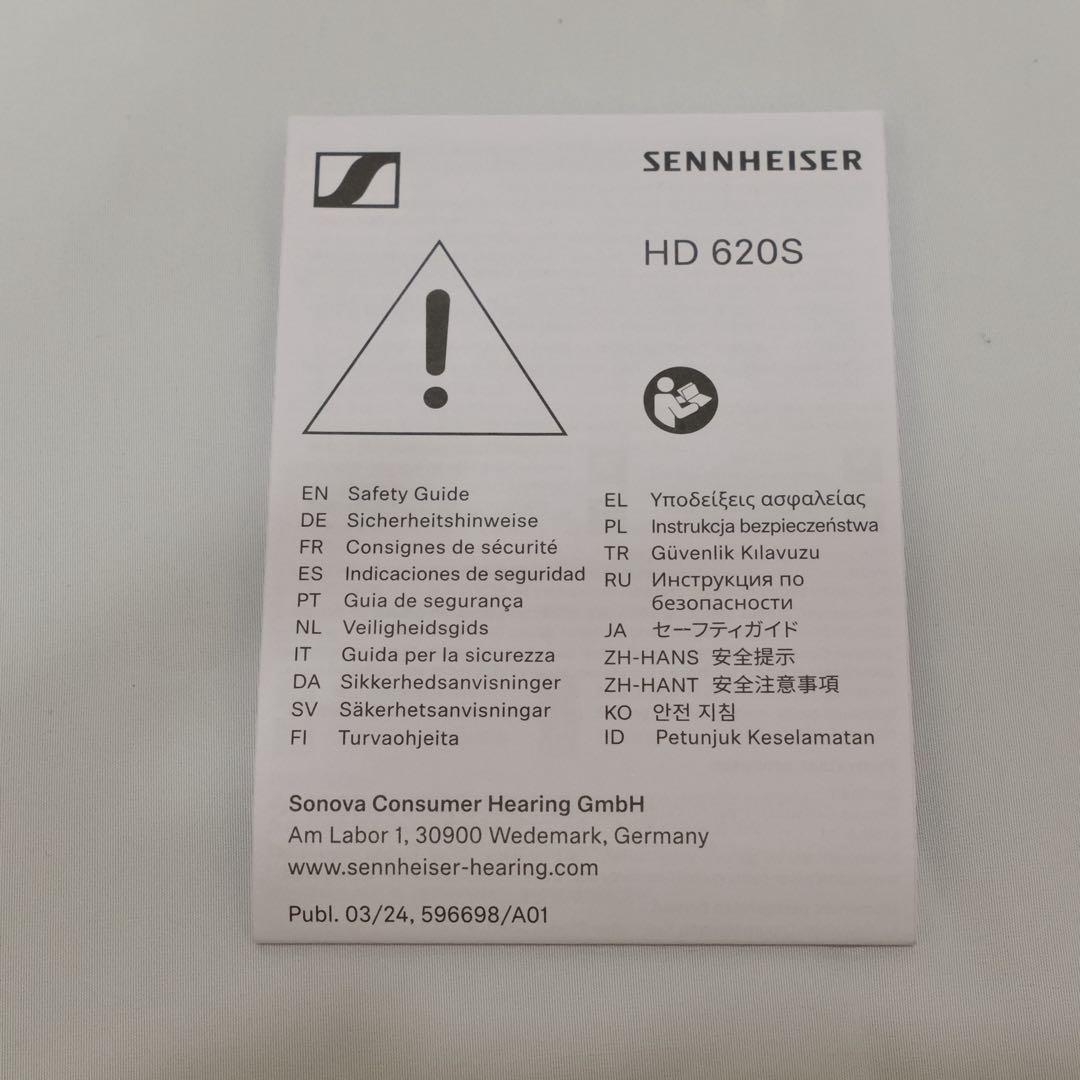 SENNHEISER
HD 620S
EN Safety Guide
DE Sicherheitshinweise
FR Consignes de sécurité
ES Indicaciones de seguridad
PT Guia de segurança
NL Veiligheidsgids
IT Guida per la sicurezza
DA Sikkerhedsanvisninger
SV Säkerhetsanvisningar
FI Turvaohjeita
EL Υποδείξεις ασφαλείας
PL Instrukcja bezpieczeństwa
TR Güvenlik Kılavuzu
RU Инструкция по
безопасности
JA セーフティガイド
ZH-HANS 安全提示
ZH-HANT 安全注意事項
KO 안전 지침
ID Petunjuk Keselamatan
Sonova Consumer Hearing GmbH
Am Labor 1, 30900 Wedemark, Germany
www.sennheiser-hearing.com
Publ. 03/24, 596698/A01